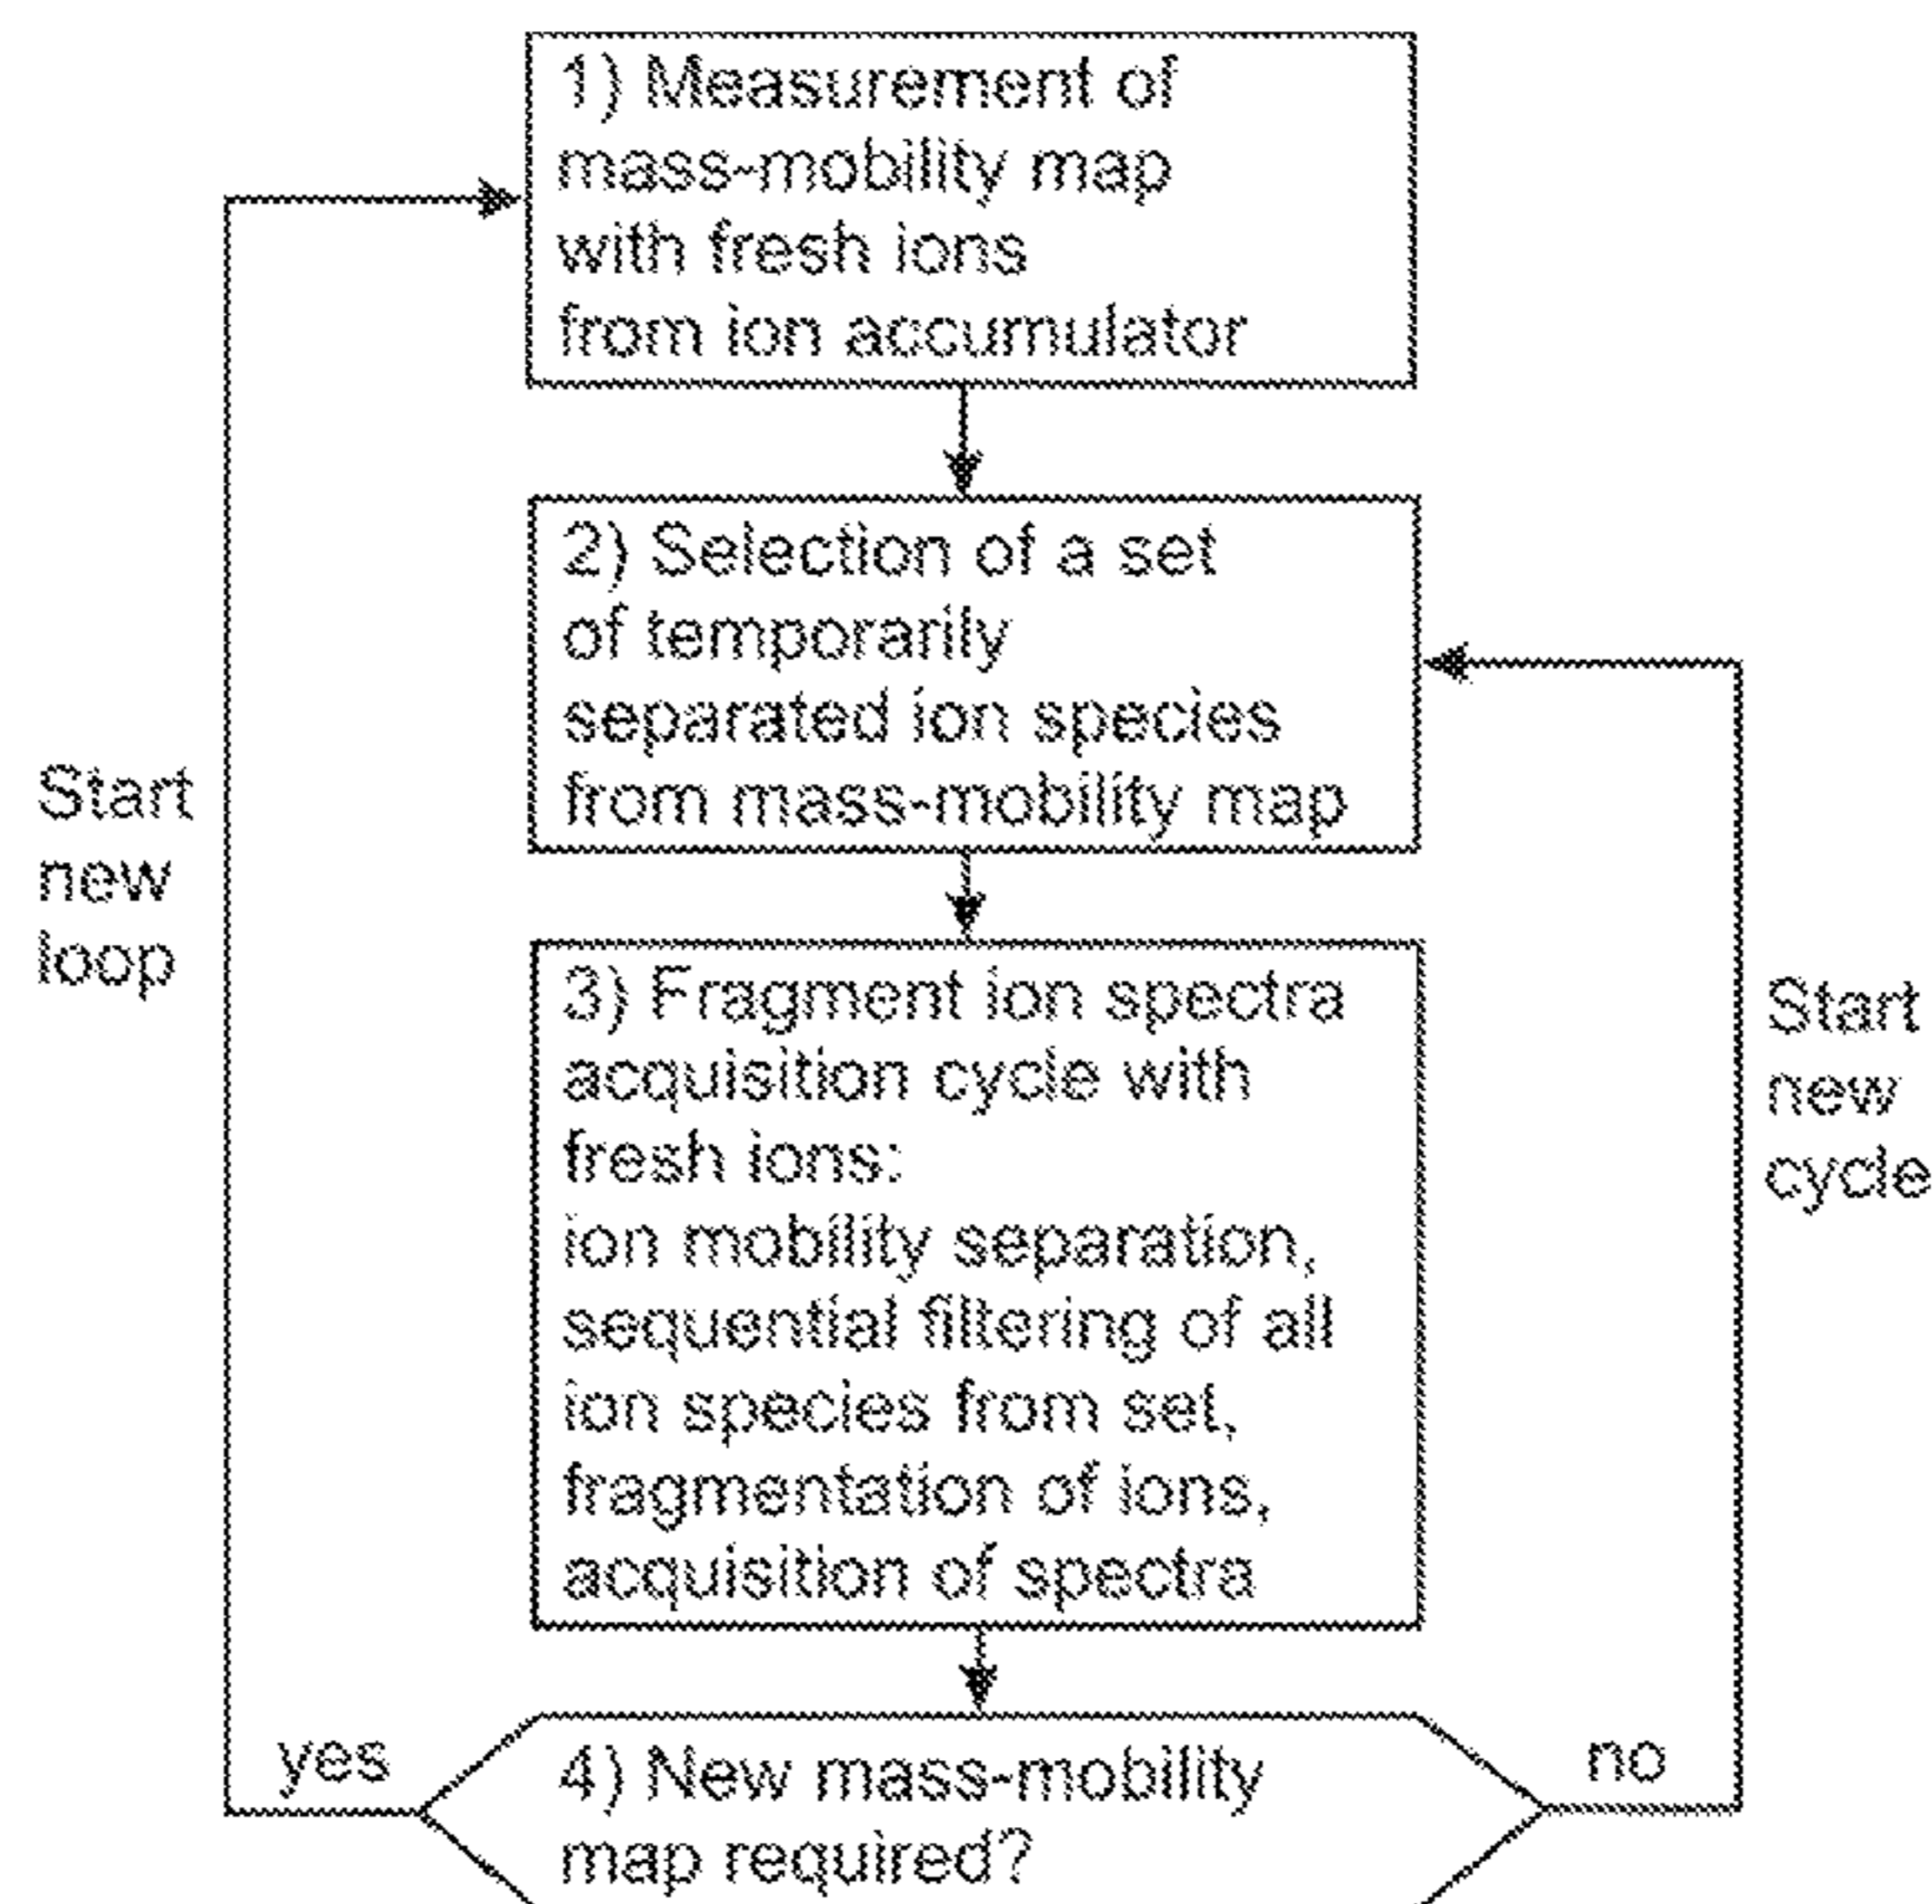 1) Measurement of
mass-mobility map
with fresh ions
from ion accumulator
2) Selection of a set
of temporarily
separated ion species
from mass-mobility map
Start
new
loop
3) Fragment ion spectra
acquisition cycle with
fresh ions:
ion mobility separation,
sequential filtering of all
ion species from set,
fragmentation of ions,
acquisition of spectra
Start
new
cycle
yes
4) New mass-mobility
map required?
no